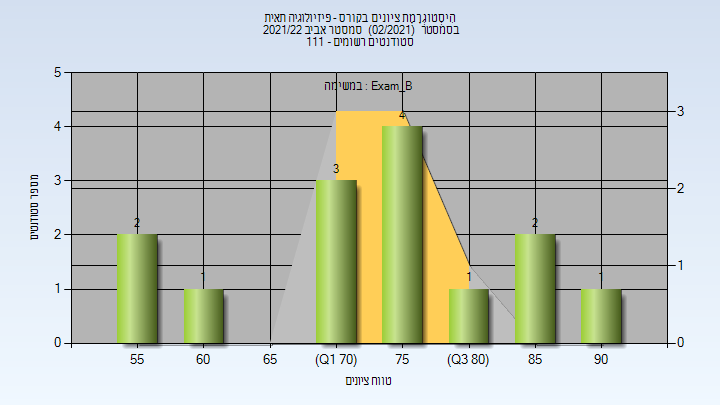 היסטוגרמת ציונים בקורס - פיזיולוגיה תאית
בסמסטר (02/2021) סמסטר אביב 2021/22
סטודנטים רשומים - 111
במשימה : Exam_B
מספר סטודנטים
5
4
3
2
1
0
3
2
1
0
2
1
3
4
1
2
1
55
60
65
(Q1 70)
75
(Q3 80)
85
90
טווח ציונים